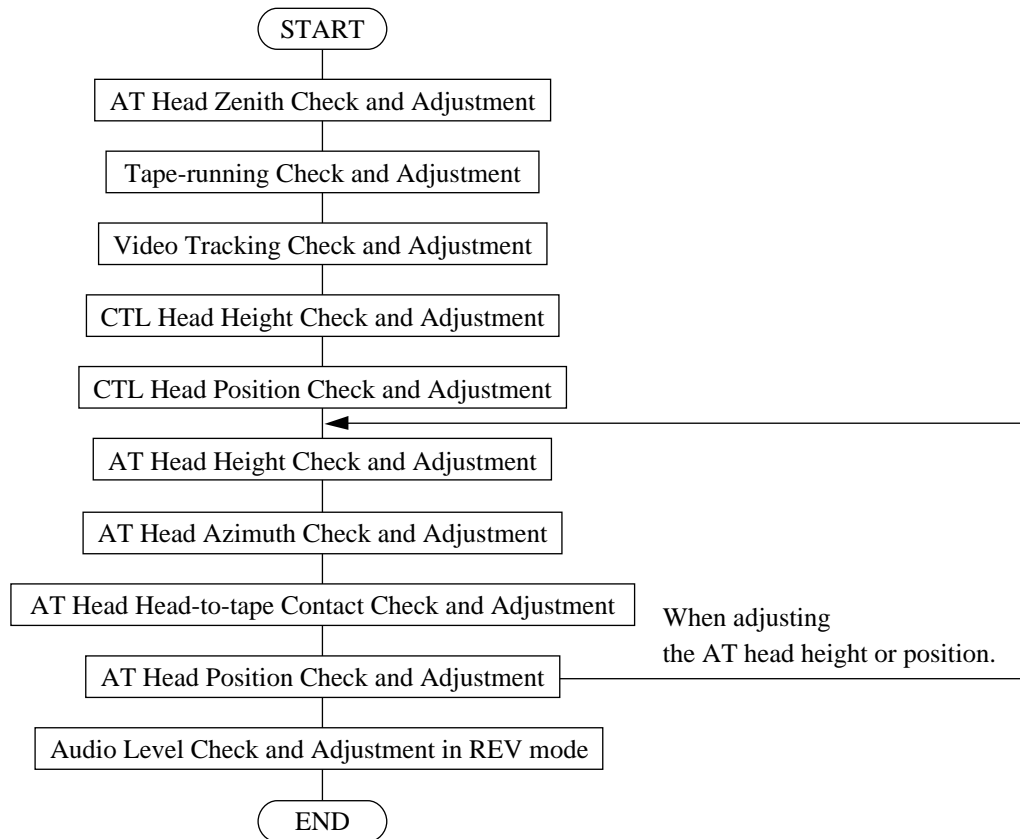 START
AT Head Zenith Check and Adjustment
Tape-running Check and Adjustment
Video Tracking Check and Adjustment
CTL Head Height Check and Adjustment
CTL Head Position Check and Adjustment
AT Head Height Check and Adjustment
AT Head Azimuth Check and Adjustment
AT Head Head-to-tape Contact Check and Adjustment
When adjusting
the AT head height or position.
AT Head Position Check and Adjustment
Audio Level Check and Adjustment in REV mode
END